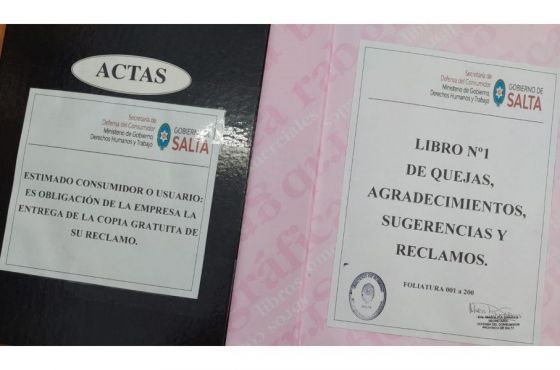 ACTAS
Secretaría de
Defensa del Consumidor
Ministerio de Gobierno,
Derechos Humanos y Trabajo
GOBIERNO DE
SALTA
ESTIMADO CONSUMIDOR O USUARIO:
ES OBLIGACIÓN DE LA EMPRESA LA
ENTREGA DE LA COPIA GRATUITA DE
SU RECLAMO.
Secretaría de
Defensa del Consumidor
Ministerio de Gobierno,
Derechos Humanos y Trabajo
GOBIERNO DE
SALTA
LIBRO Nº1
DE QUEJAS,
AGRADECIMIENTOS,
SUGERENCIAS Y
RECLAMOS.
FOLIATURA 001 a 200